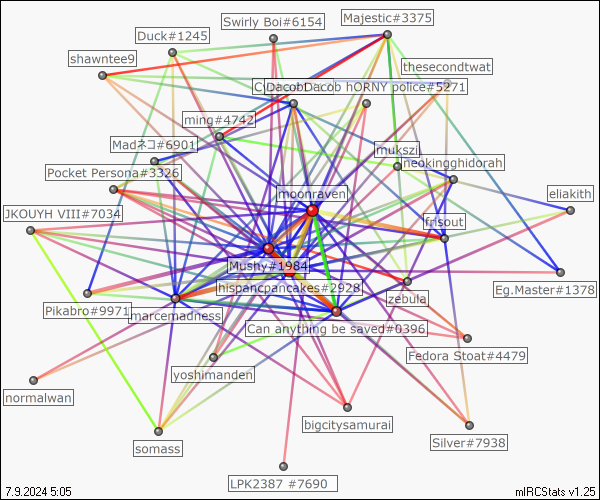 Swirly Boi#6154
Majestic#3375
Duck#1245
shawntee9
thesecondtwat
Dacob hORNY police#5271
ming#4742
Madネコ#6901
mukszi
neokingghidorah
Pocket Persona#3326
moonraven
eliakith
JKOUYH VIII#7034
frisout
Mushy#1984
hispancpancakes#2928
Eg.Master#1378
zebula
Pikabro#9971
marcemadness
Can anything be saved#0396
Fedora Stoat#4479
yoshimanden
normalwan
bigcitysamurai
somass
Silver#7938
LPK2387 #7690
7.9.2024 5:05
mIRCStats v1.25